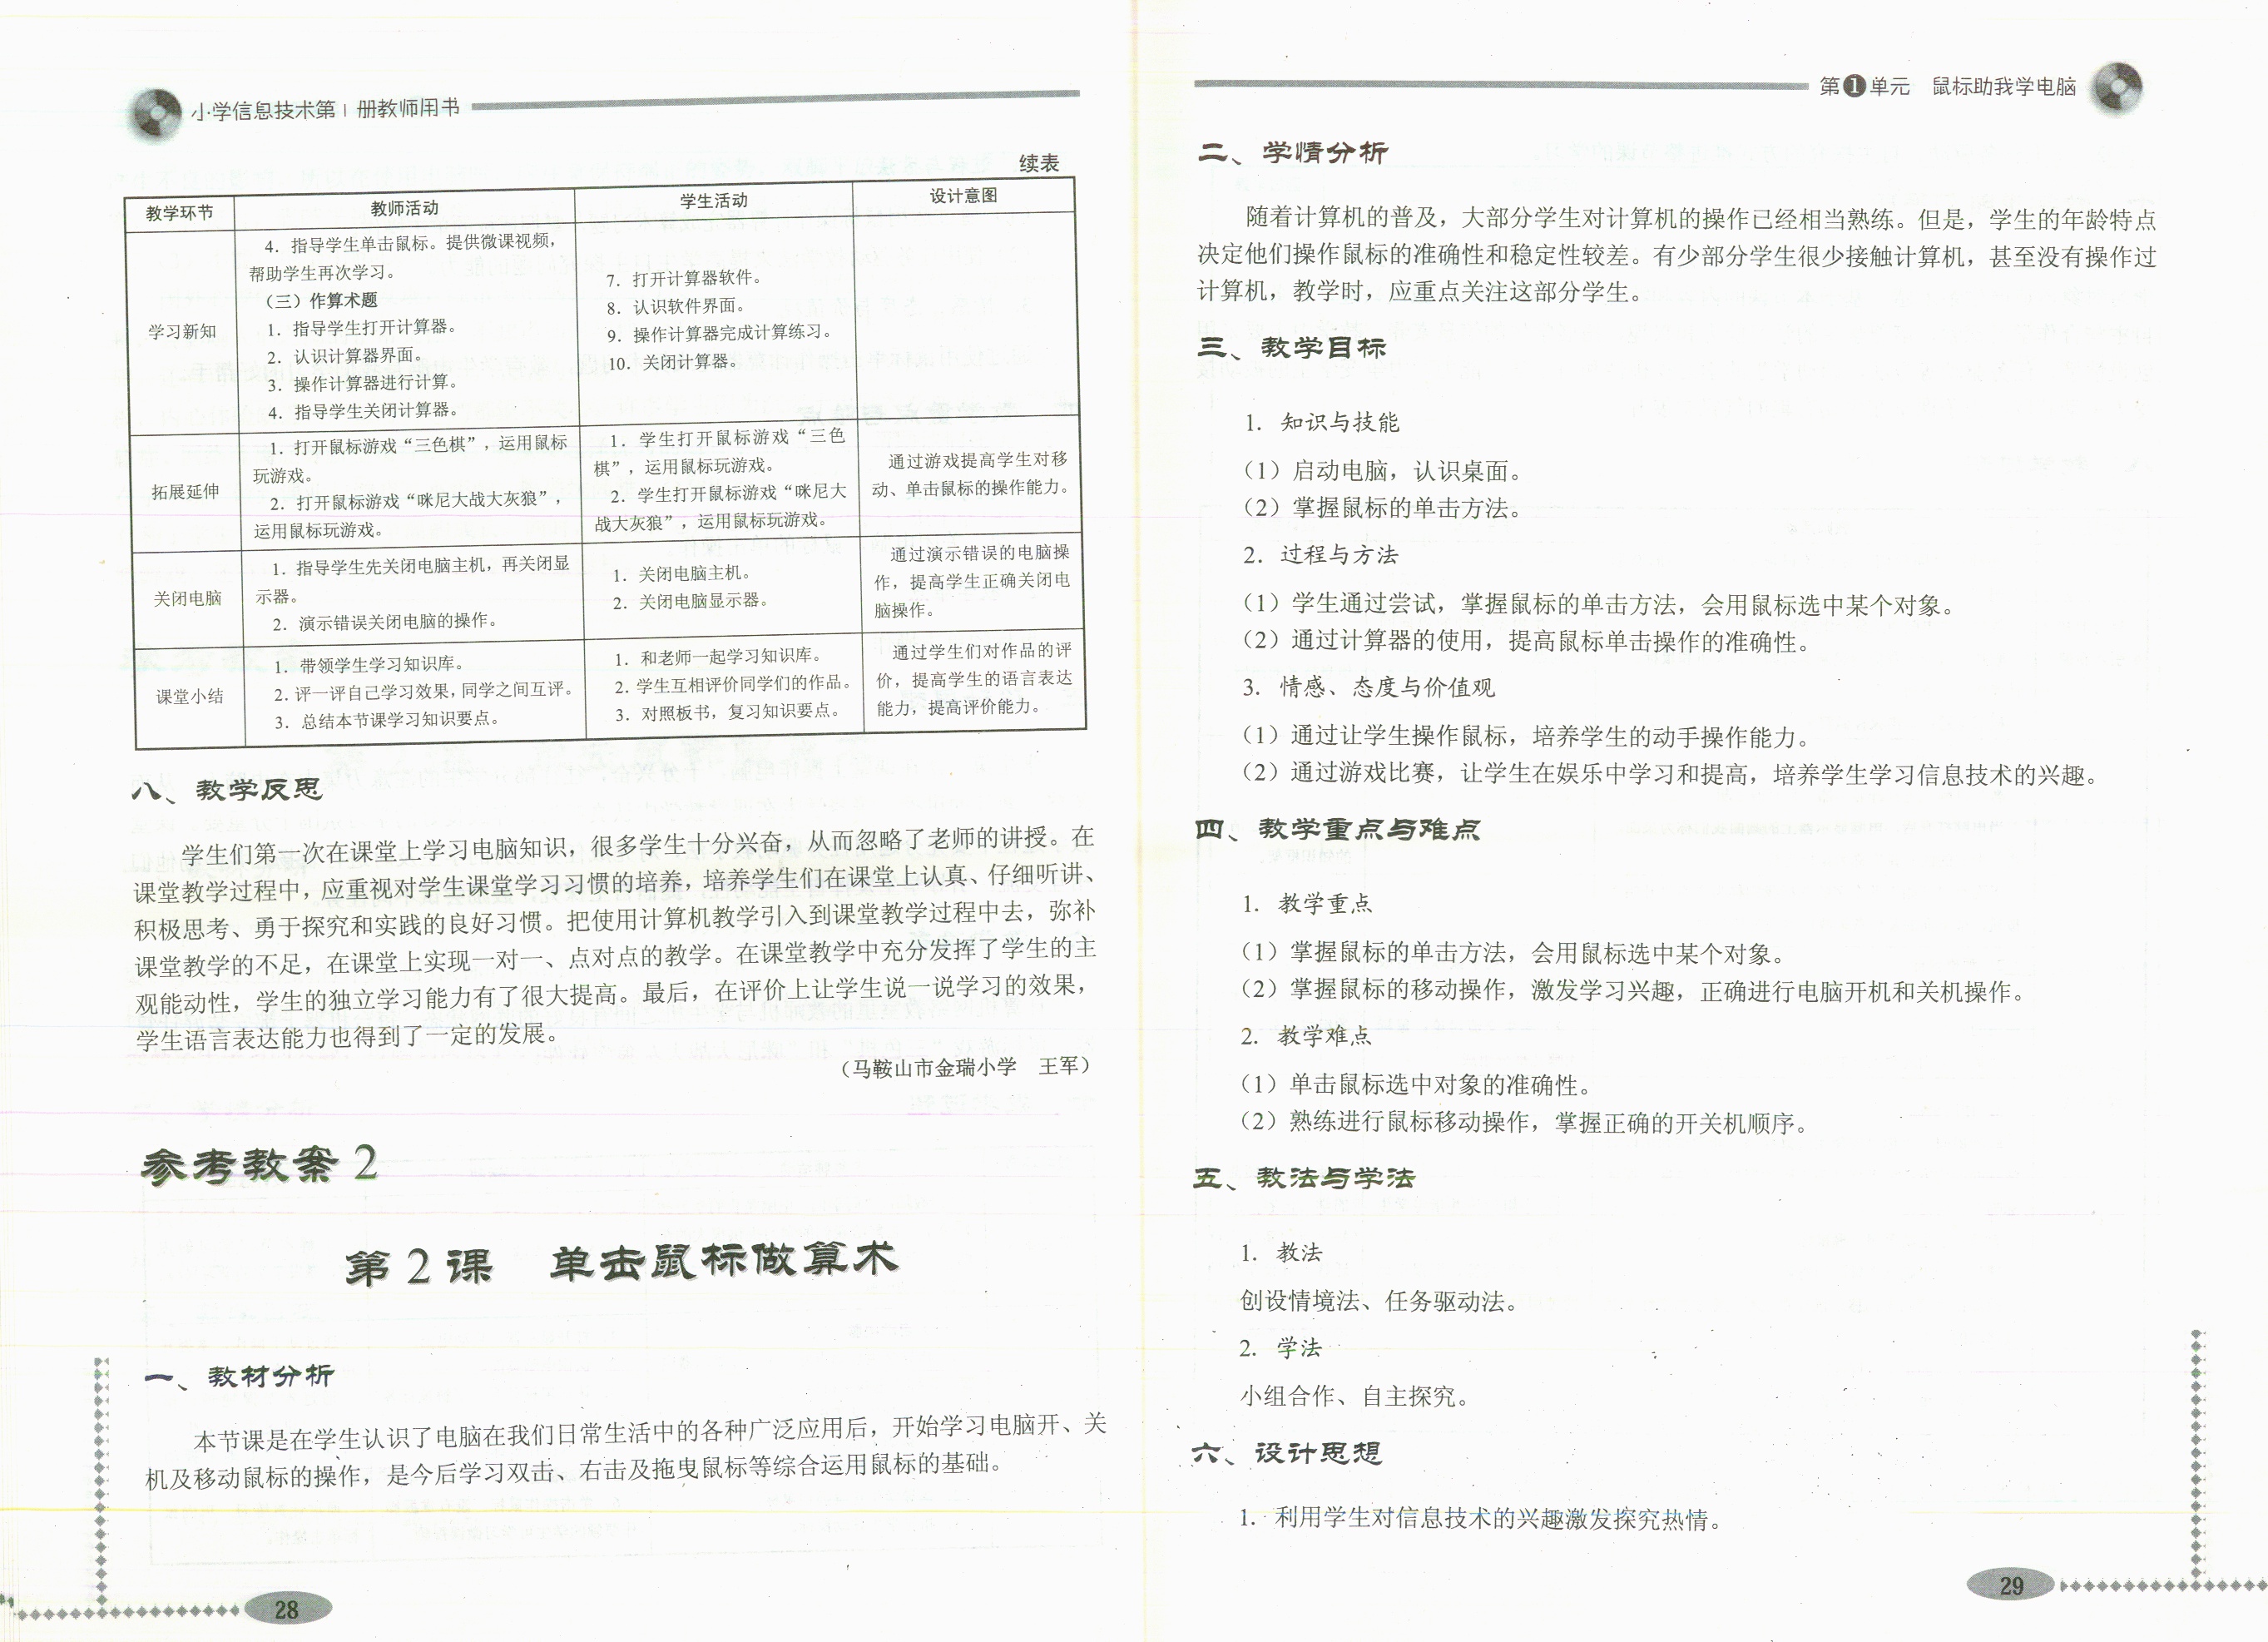 小学信息技术第1册教师用书
续表
教学环节
教师活动
学生活动
设计意图
学习新知
4. 指导学生单击鼠标。提供微课视频，
帮助学生再次学习。
（三）作算术题
1. 指导学生打开计算器。
2. 认识计算器界面。
3. 操作计算器进行计算。
4. 指导学生关闭计算器。
7. 打开计算器软件。
8. 认识软件界面。
9. 操作计算器完成计算练习。
10. 关闭计算器。
拓展延伸
1. 打开鼠标游戏“三色棋”，运用鼠标
玩游戏。
2. 打开鼠标游戏“咪尼大战大灰狼”，
运用鼠标玩游戏。
1. 学生打开鼠标游戏“三色
棋”，运用鼠标玩游戏。
2. 学生打开鼠标游戏“咪尼大
战大灰狼”，运用鼠标玩游戏。
通过游戏提高学生对移
动、单击鼠标的操作能力。
关闭电脑
1. 指导学生先关闭电脑主机，再关闭显
示器。
2. 演示错误关闭电脑的操作。
1. 关闭电脑主机。
2. 关闭电脑显示器。
通过演示错误的电脑操
作，提高学生正确关闭电
脑操作。
课堂小结
1. 带领学生学习知识库。
2. 评一评自己学习效果，同学之间互评。
3. 总结本节课学习知识要点。
1. 和老师一起学习知识库。
2. 学生互相评价同学们的作品。
3. 对照板书，复习知识要点。
通过学生们对作品的评
价，提高学生的语言表达
能力，提高评价能力。
八、教学反思
学生们第一次在课堂上学习电脑知识，很多学生十分兴奋，从而忽略了老师的讲授。在
课堂教学过程中，应重视对学生课堂学习习惯的培养，培养学生们在课堂上认真、仔细听讲、
积极思考、勇于探究和实践的良好习惯。把使用计算机教学引入到课堂教学过程中去，弥补
课堂教学的不足，在课堂上实现一对一、点对点的教学。在课堂教学中充分发挥了学生的主
观能动性，学生的独立学习能力有了很大提高。最后，在评价上让学生说一说学习的效果，
学生语言表达能力也得到了一定的发展。
（马鞍山市金瑞小学　王军）
参考教案 2
第 2 课　单击鼠标做算术
一、教材分析
本节课是在学生认识了电脑在我们日常生活中的各种广泛应用后，开始学习电脑开、关
机及移动鼠标的操作，是今后学习双击、右击及拖曳鼠标等综合运用鼠标的基础。
28
第1单元　鼠标助我学电脑
二、学情分析
随着计算机的普及，大部分学生对计算机的操作已经相当熟练。但是，学生的年龄特点
决定他们操作鼠标的准确性和稳定性较差。有少部分学生很少接触计算机，甚至没有操作过
计算机，教学时，应重点关注这部分学生。
三、教学目标
1. 知识与技能
（1）启动电脑，认识桌面。
（2）掌握鼠标的单击方法。
2. 过程与方法
（1）学生通过尝试，掌握鼠标的单击方法，会用鼠标选中某个对象。
（2）通过计算器的使用，提高鼠标单击操作的准确性。
3. 情感、态度与价值观
（1）通过让学生操作鼠标，培养学生的动手操作能力。
（2）通过游戏比赛，让学生在娱乐中学习和提高，培养学生学习信息技术的兴趣。
四、教学重点与难点
1. 教学重点
（1）掌握鼠标的单击方法，会用鼠标选中某个对象。
（2）掌握鼠标的移动操作，激发学习兴趣，正确进行电脑开机和关机操作。
2. 教学难点
（1）单击鼠标选中对象的准确性。
（2）熟练进行鼠标移动操作，掌握正确的开关机顺序。
五、教法与学法
1. 教法
创设情境法、任务驱动法。
2. 学法
小组合作、自主探究。
六、设计思想
1. 利用学生对信息技术的兴趣激发探究热情。
29